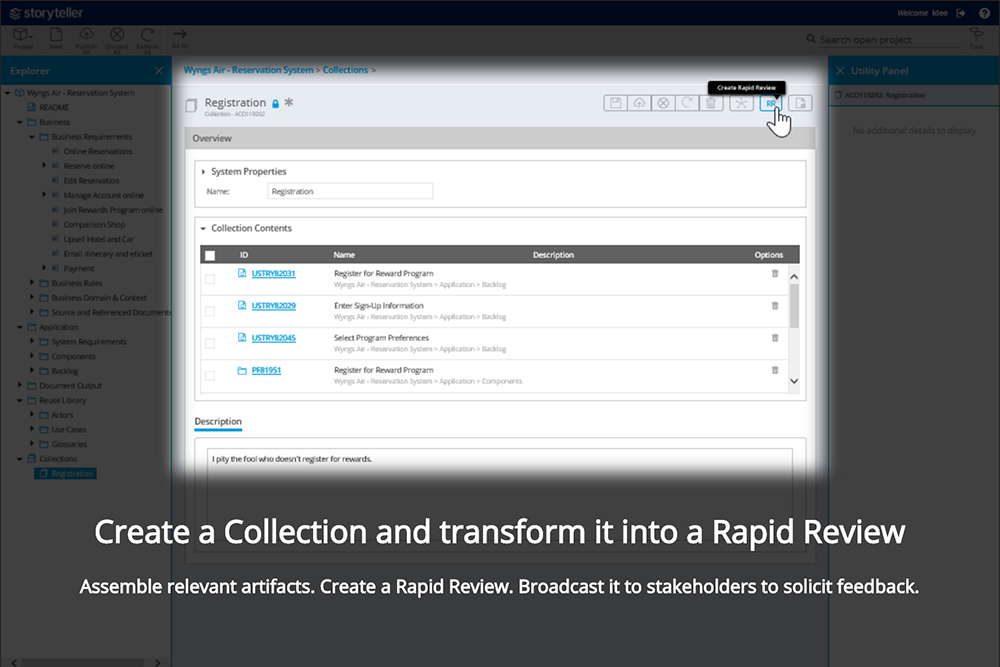 storyteller
Welcome klee
Project
New
Publish All
Discard All
Refresh All
Go to
Search open project
Tour
Explorer
Wyngs Air - Reservation System
README
Business
Business Requirements
Online Reservations
Reserve online
Edit Reservation
Manage Account online
Join Rewards Program online
Comparison Shop
Upsell Hotel and Car
Email itinerary and eticket
Payment
Business Rules
Business Domain & Context
Source and Referenced Documents
Application
System Requirements
Components
Backlog
Document Output
Reuse Library
Actors
Use Cases
Glossaries
Collections
Registration
Wyngs Air - Reservation System > Collections >
Create Rapid Review
Registration
Collection - ACO119292
RR
Overview
System Properties
Name: Registration
Collection Contents
ID Name Description Options
USTRY82031 Register for Reward Program
Wyngs Air - Reservation System > Application > Backlog
USTRY82029 Enter Sign-Up Information
Wyngs Air - Reservation System > Application > Backlog
USTRY82045 Select Program Preferences
Wyngs Air - Reservation System > Application > Backlog
PF81951 Register for Reward Program
Wyngs Air - Reservation System > Application > Components
Description
I pity the fool who doesn't register for rewards.
Utility Panel
ACO119292: Registration
No additional details to display
Create a Collection and transform it into a Rapid Review
Assemble relevant artifacts. Create a Rapid Review. Broadcast it to stakeholders to solicit feedback.